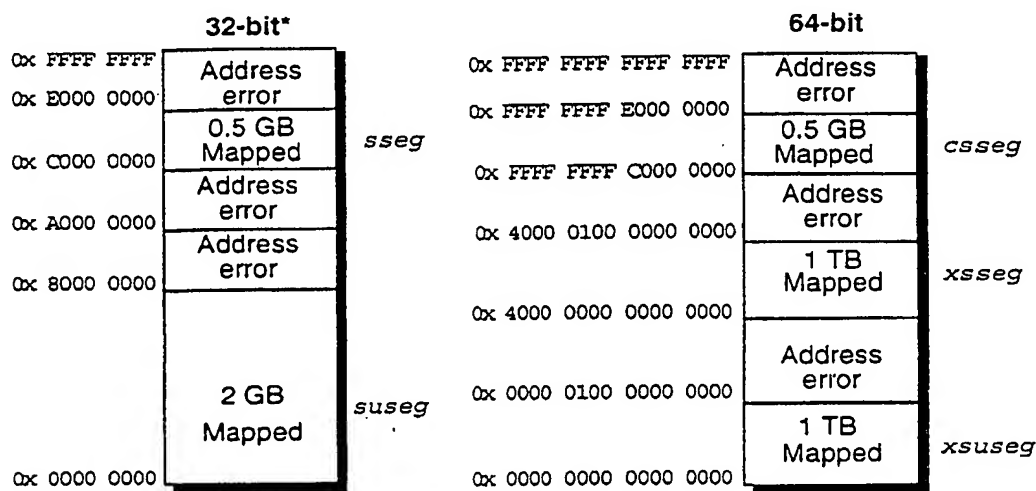 32-bit*
0x FFFF FFFF
Address
error
0x E000 0000
0.5 GB
Mapped
sseg
0x C000 0000
Address
error
0x A000 0000
Address
error
0x 8000 0000
2 GB
Mapped
suseg
0x 0000 0000
64-bit
0x FFFF FFFF FFFF FFFF
Address
error
0x FFFF FFFF E000 0000
0.5 GB
Mapped
csseg
0x FFFF FFFF C000 0000
Address
error
0x 4000 0100 0000 0000
1 TB
Mapped
xsseg
0x 4000 0000 0000 0000
Address
error
0x 0000 0100 0000 0000
1 TB
Mapped
xsuseg
0x 0000 0000 0000 0000